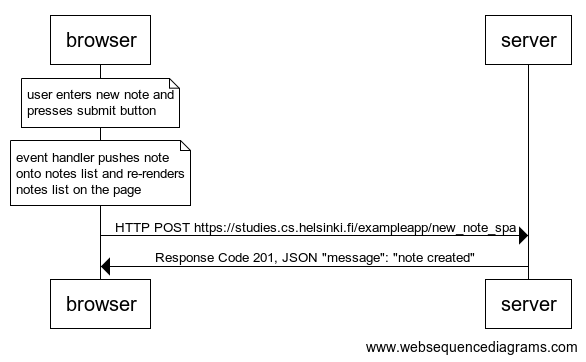 browser
server
user enters new note and
presses submit button
event handler pushes note
onto notes list and re-renders
notes list on the page
HTTP POST https://studies.cs.helsinki.fi/exampleapp/new_note_spa
Response Code 201, JSON "message": "note created"
browser
server
www.websequencediagrams.com